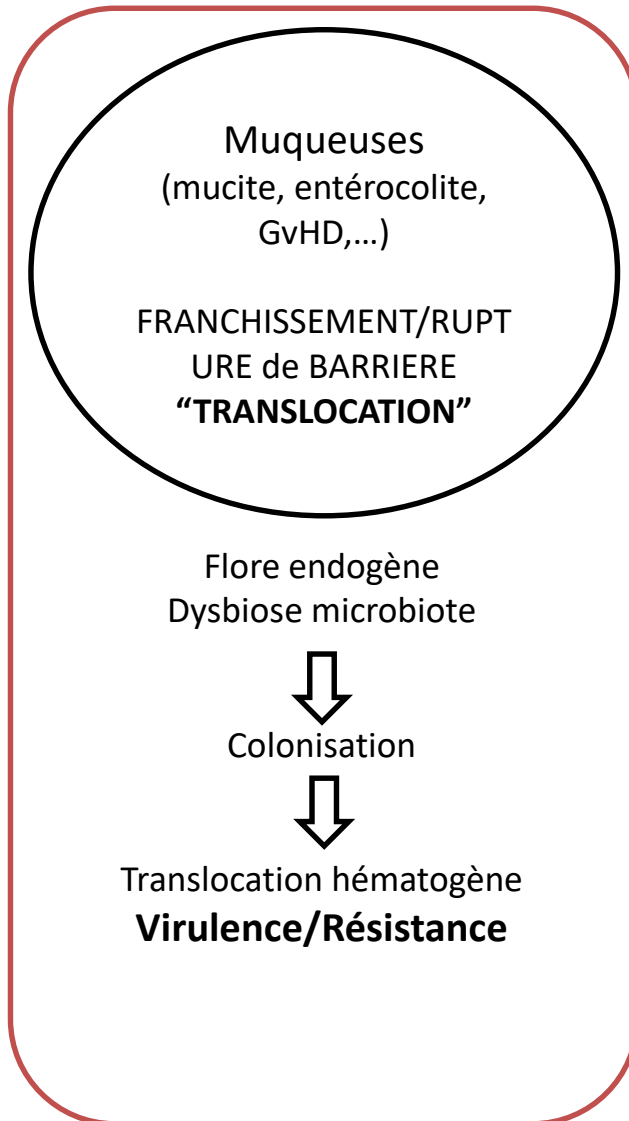 Muqueuses
(mucite, entérocolite,
GvHD,…)
FRANCHISSEMENT/RUPT
URE de BARRIERE
“TRANSLOCATION”
Flore endogène
Dysbiose microbiote
Colonisation
Translocation hématogène
Virulence/Résistance